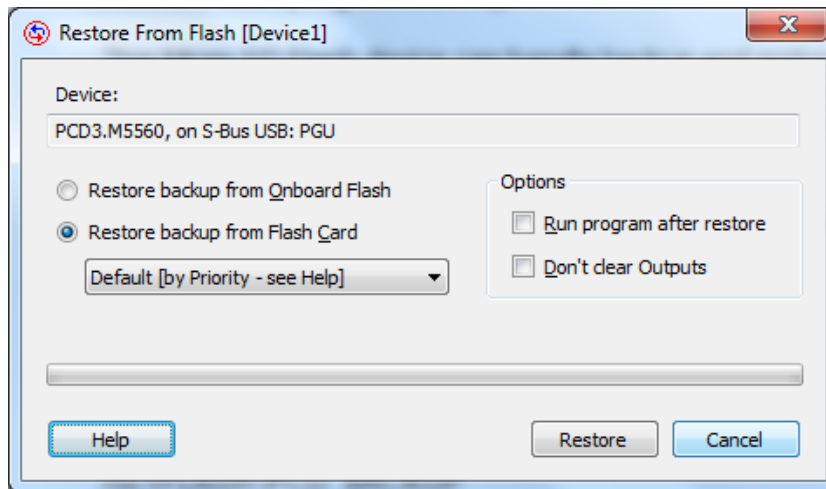 Restore From Flash [Device1]
Device:
PCD3.M5560, on S-Bus USB: PGU
Restore backup from Onboard Flash
Restore backup from Flash Card
Default [by Priority - see Help]
Options
Run program after restore
Don't clear Outputs
Help
Restore
Cancel